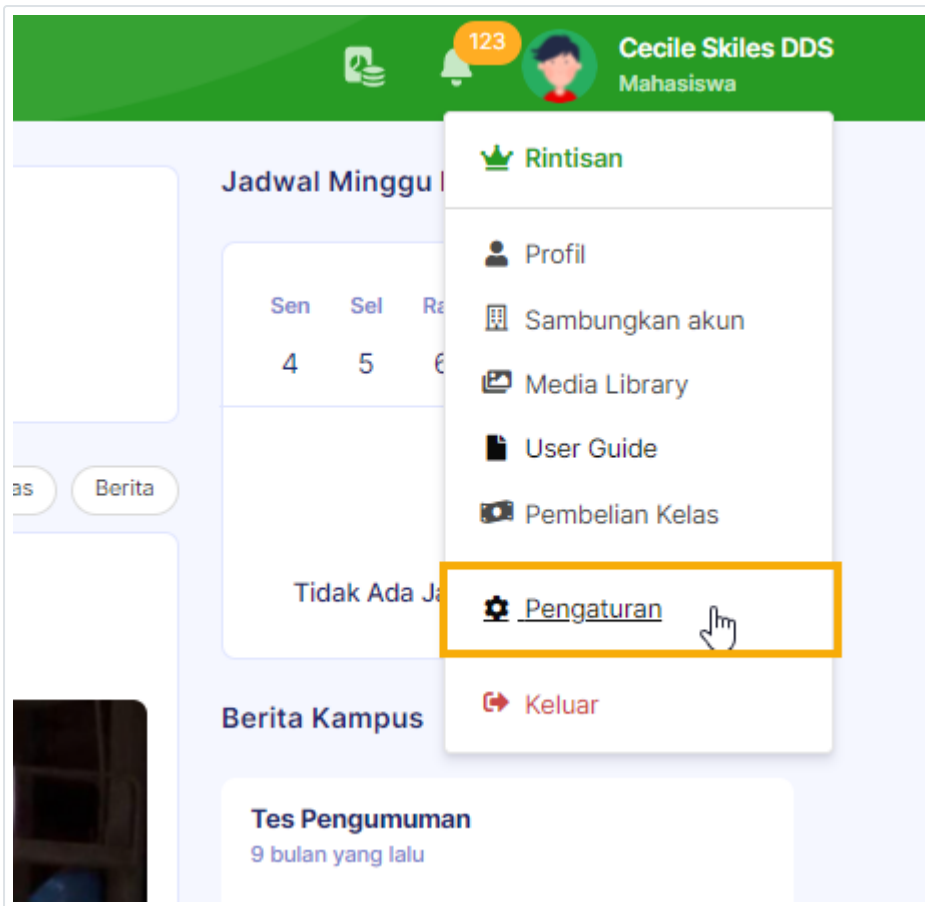 123
Cecile Skiles DDS
Mahasiswa
Rintisan
Jadwal Minggu
Profil
Sen Sel
Sambungkan akun
4 5
Media Library
User Guide
Berita
Pembelian Kelas
Tidak Ada
Pengaturan
Keluar
Berita Kampus
Tes Pengumuman
9 bulan yang lalu